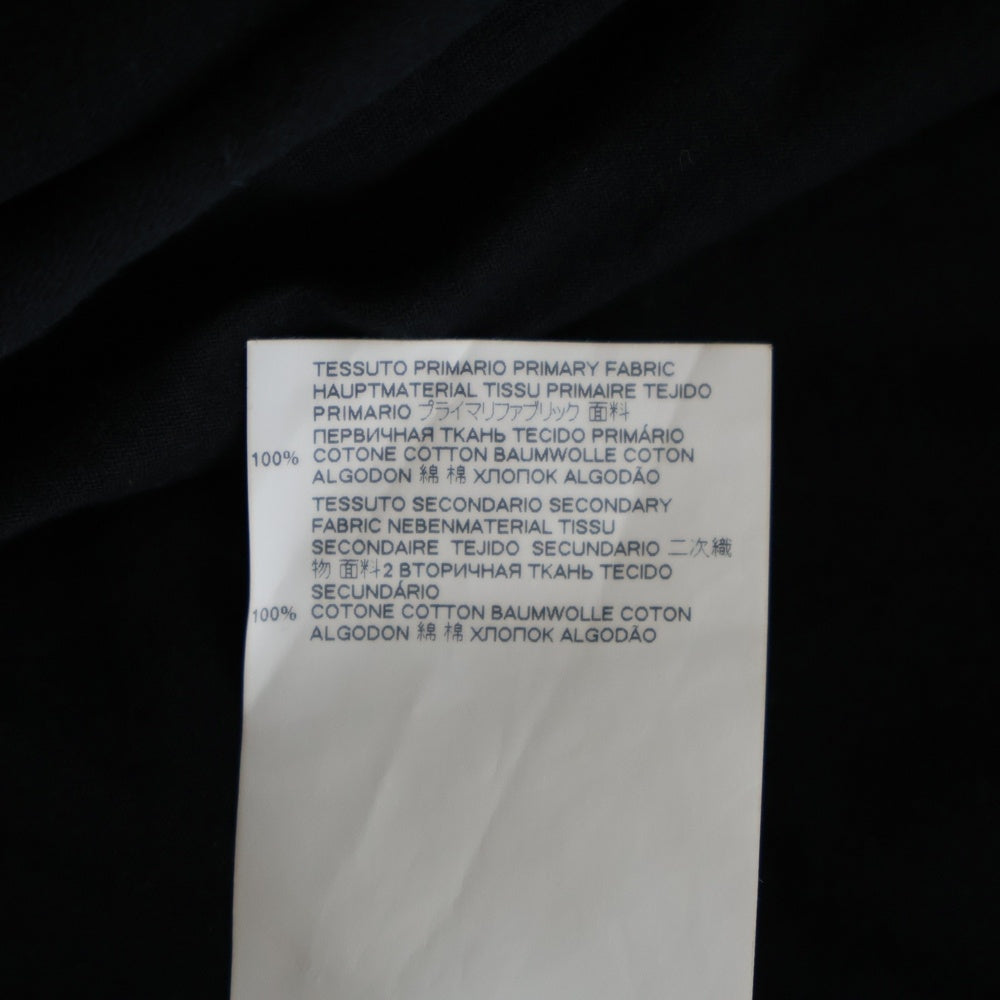 TESSUTO PRIMARIO PRIMARY FABRIC
HAUPTMATERIAL TISSU PRIMAIRE TEJIDO
PRIMARIO プライマリファブリック 面料
ПЕРВИЧНАЯ ТКАНЬ TECIDO PRIMÁRIO
100% COTONE COTTON BAUMWOLLE COTON
ALGODON 綿 棉 ХЛОПОК ALGODÃO
TESSUTO SECONDARIO SECONDARY
FABRIC NEBENMATERIAL TISSU
SECONDAIRE TEJIDO SECUNDARIO 二次織
物 面料2 ВТОРИЧНАЯ ТКАНЬ TECIDO
SECUNDÁRIO
100% COTONE COTTON BAUMWOLLE COTON
ALGODON 綿 棉 ХЛОПОК ALGODÃO